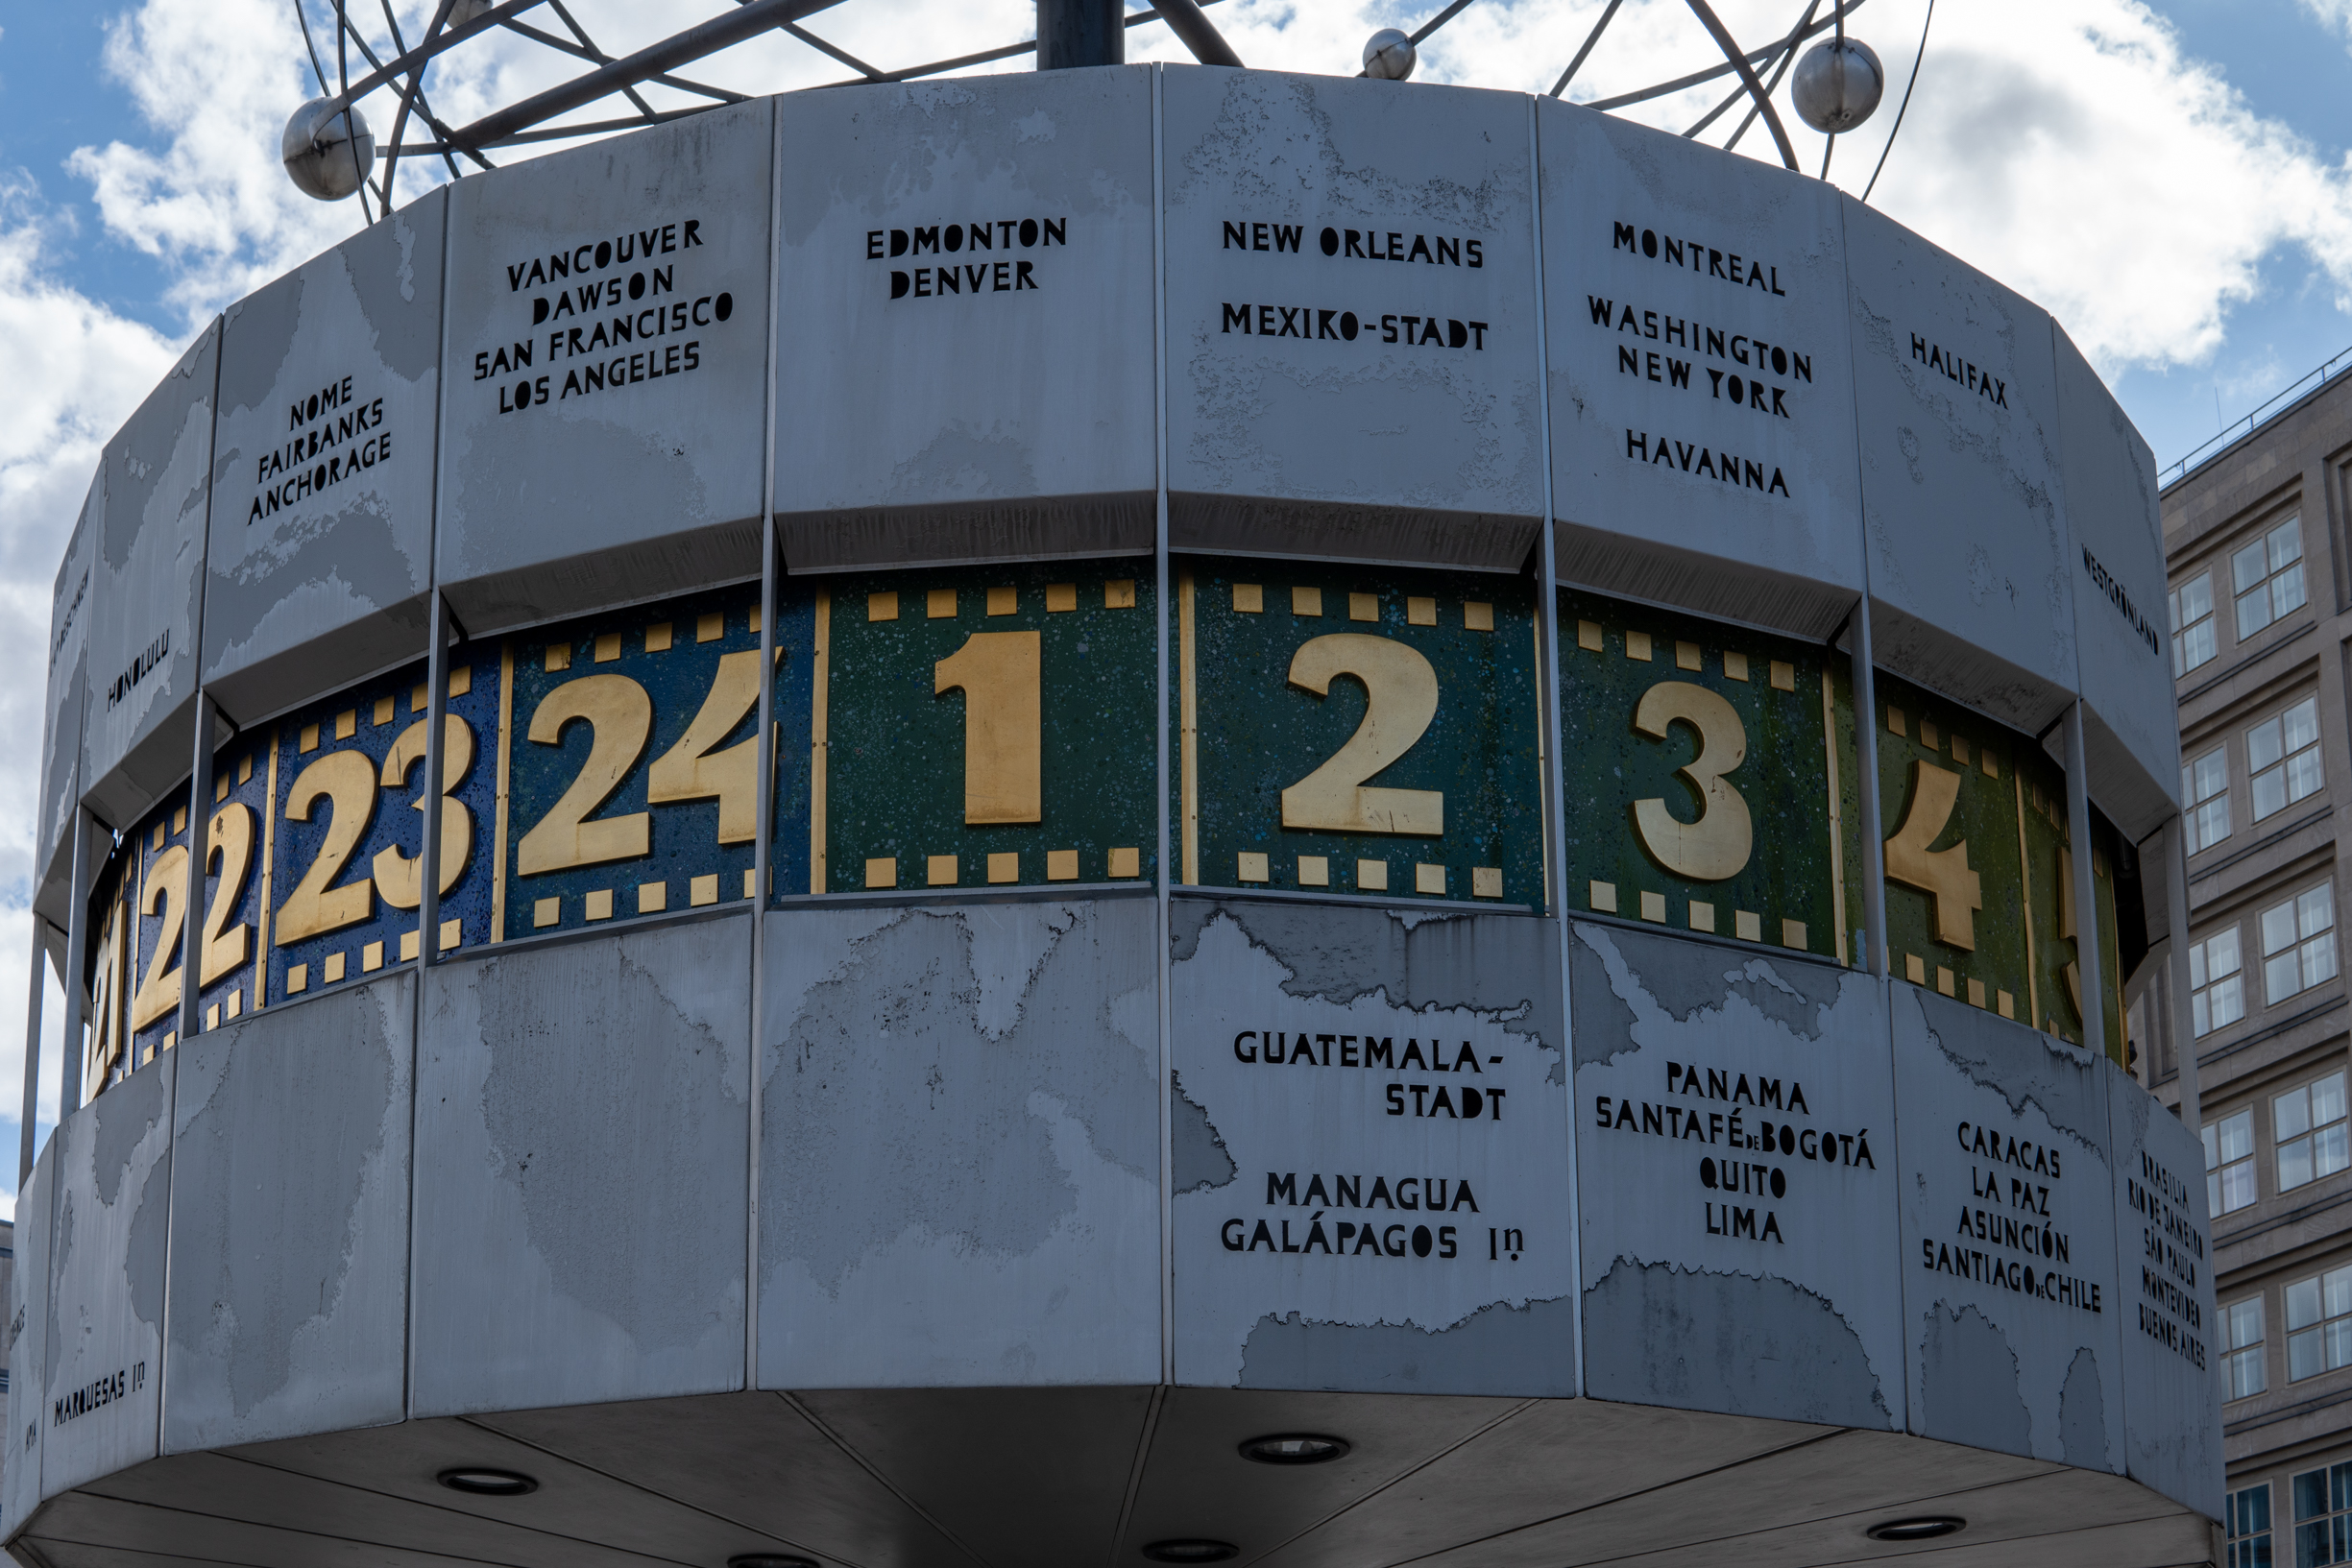 NOME
FAIRBANKS
ANCHORAGE
HONOLULU
VANCOUVER
DAWSON
SAN FRANCISCO
LOS ANGELES
EDMONTON
DENVER
NEW ORLEANS
MEXIKO-STADT
MONTREAL
WASHINGTON
NEW YORK
HAVANNA
HALIFAX
WESTGRÖNLAND
21
22
23
24
1
2
3
4
5
MARQUESAS In
GUATEMALA-
STADT
MANAGUA
GALÁPAGOS In
PANAMA
SANTAFÉ DE BOGOTÁ
QUITO
LIMA
CARACAS
LA PAZ
ASUNCIÓN
SANTIAGO DE CHILE
BRASILIA
RIO DE JANEIRO
SÃO PAULO
MONTEVIDEO
BUENOS AIRES